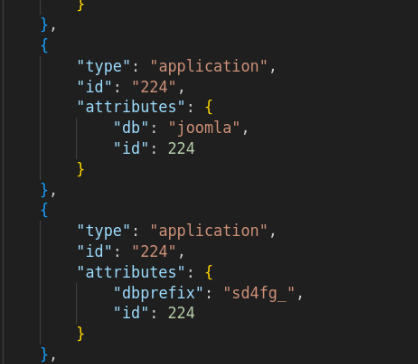 }
},
{
"type": "application",
"id": "224",
"attributes": {
"db": "joomla",
"id": 224
}
},
{
"type": "application",
"id": "224",
"attributes": {
"dbprefix": "sd4fg_",
"id": 224
}
},